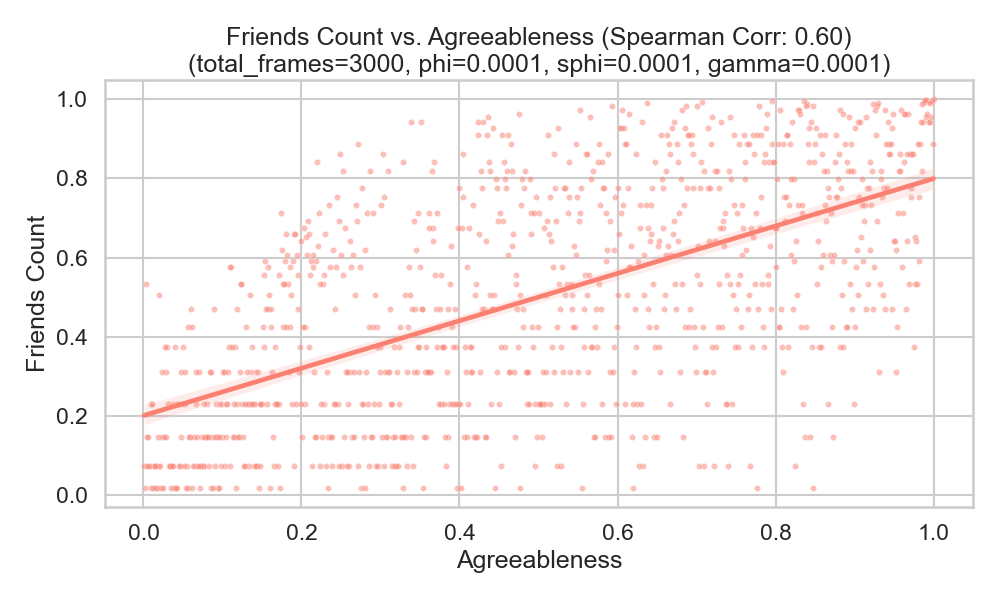 Friends Count vs. Agreeableness (Spearman Corr: 0.60)
(total_frames=3000, phi=0.0001, sphi=0.0001, gamma=0.0001)
Friends Count
1.0
0.8
0.6
0.4
0.2
0.0
0.0 0.2 0.4 0.6 0.8 1.0
Agreeableness